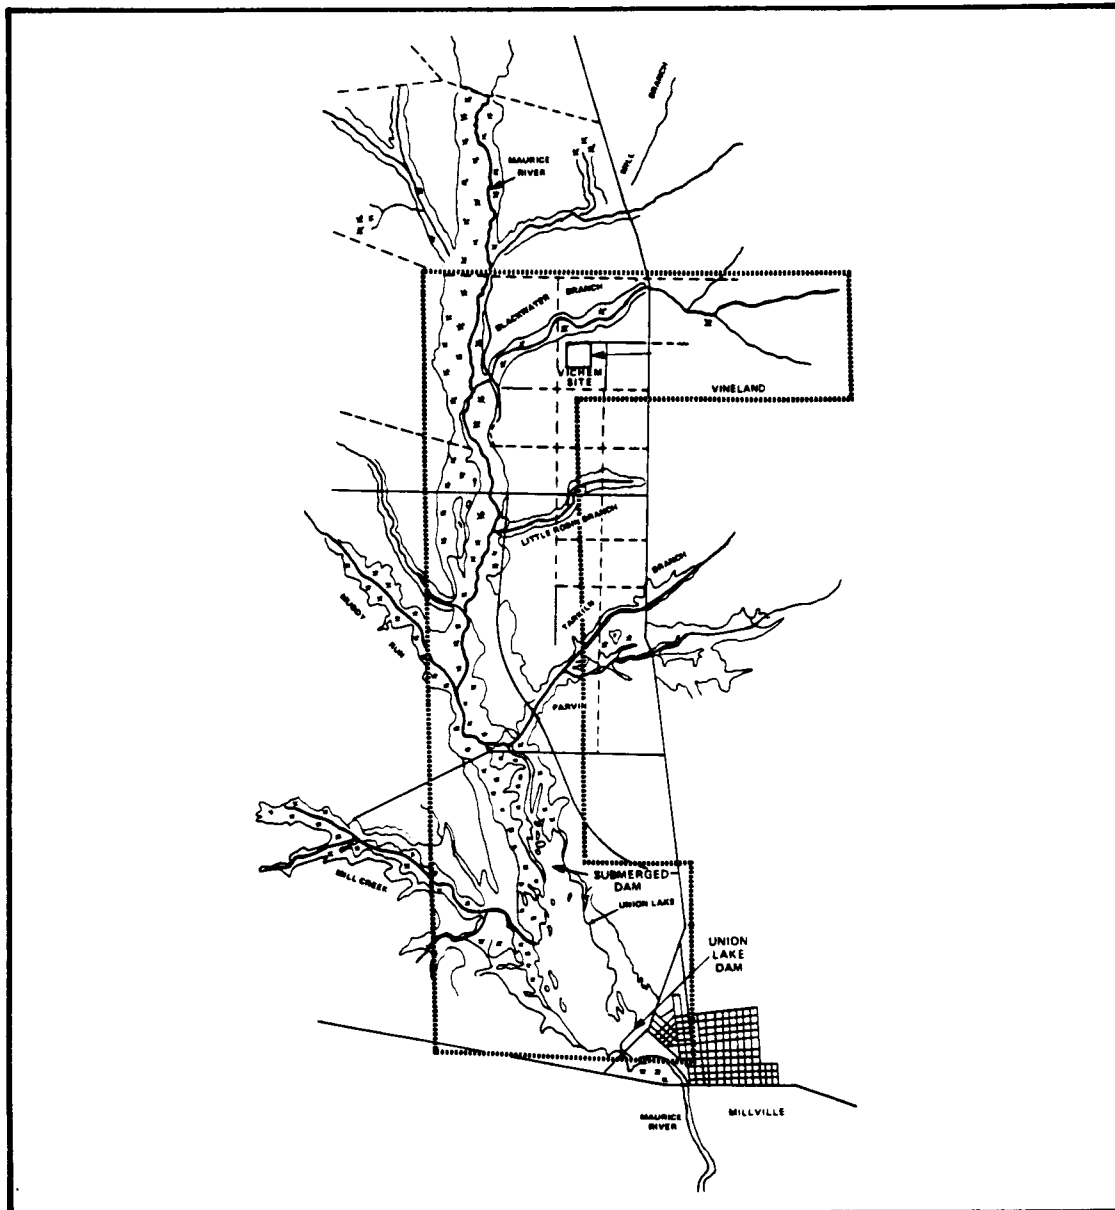 BRANCH
MAURICE
RIVER
BLACKWATER BRANCH
VICHEM
SITE
VINELAND
LITTLE ROBIN BRANCH
MUDDY RUN
TARKILN BRANCH
PARVIN
MILL CREEK
SUBMERGED
DAM
UNION LAKE
UNION
LAKE
DAM
MAURICE
RIVER
MILLVILLE